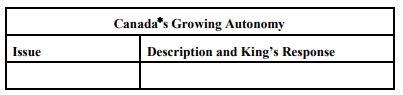 Canada*s Growing Autonomy
Issue Description and King's Response